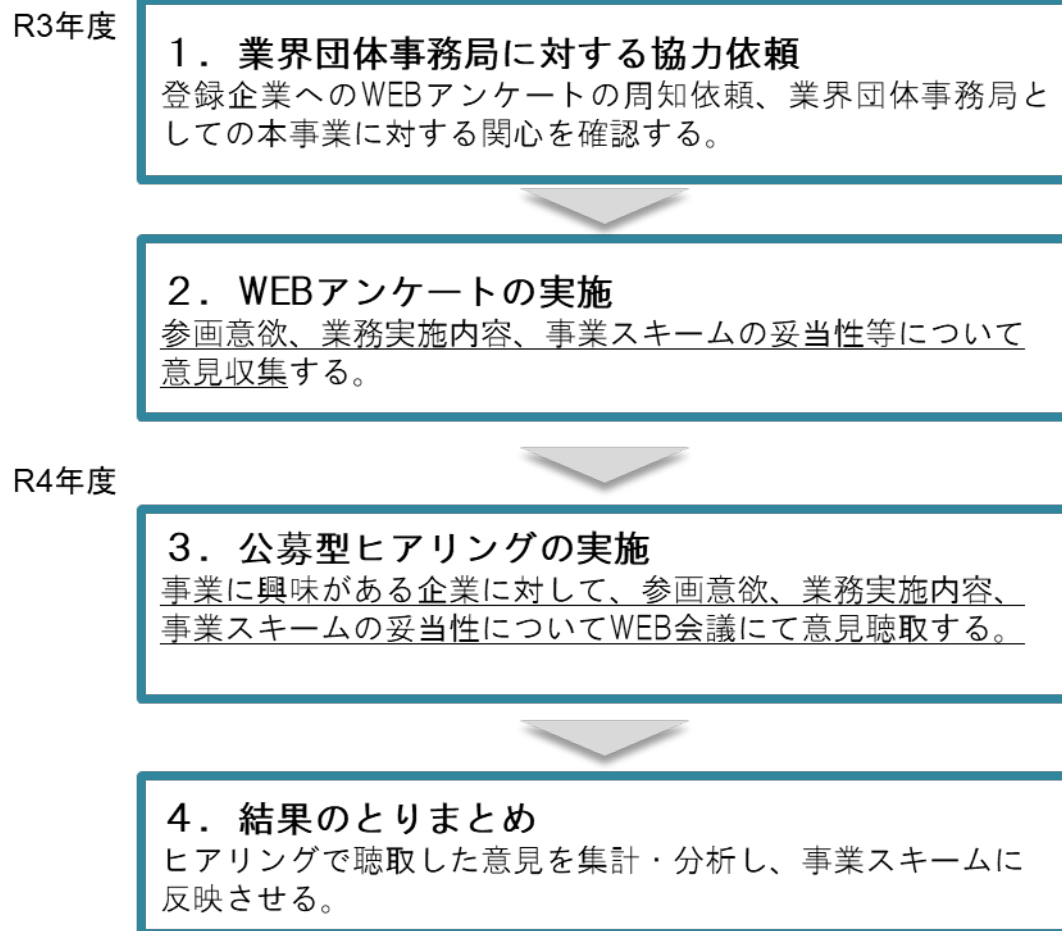 R3年度
１．業界団体事務局に対する協力依頼
登録企業へのWEBアンケートの周知依頼、業界団体事務局と
しての本事業に対する関心を確認する。
２．WEBアンケートの実施
参画意欲、業務実施内容、事業スキームの妥当性等について
意見収集する。
R4年度
３．公募型ヒアリングの実施
事業に興味がある企業に対して、参画意欲、業務実施内容、
事業スキームの妥当性についてWEB会議にて意見聴取する。
４．結果のとりまとめ
ヒアリングで聴取した意見を集計・分析し、事業スキームに
反映させる。